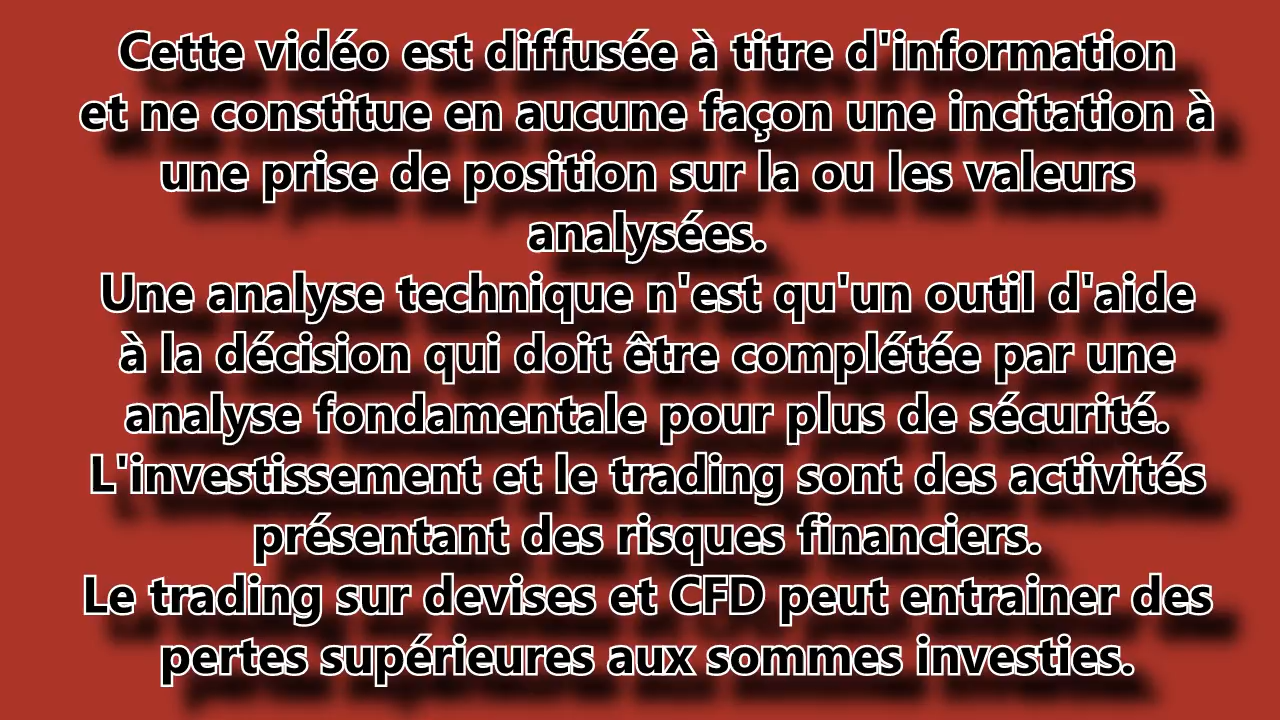 Cette vidéo est diffusée à titre d'information
et ne constitue en aucune façon une incitation à
une prise de position sur la ou les valeurs
analysées.
Une analyse technique n'est qu'un outil d'aide
à la décision qui doit être complétée par une
analyse fondamentale pour plus de sécurité.
L'investissement et le trading sont des activités
présentant des risques financiers.
Le trading sur devises et CFD peut entrainer des
pertes supérieures aux sommes investies.